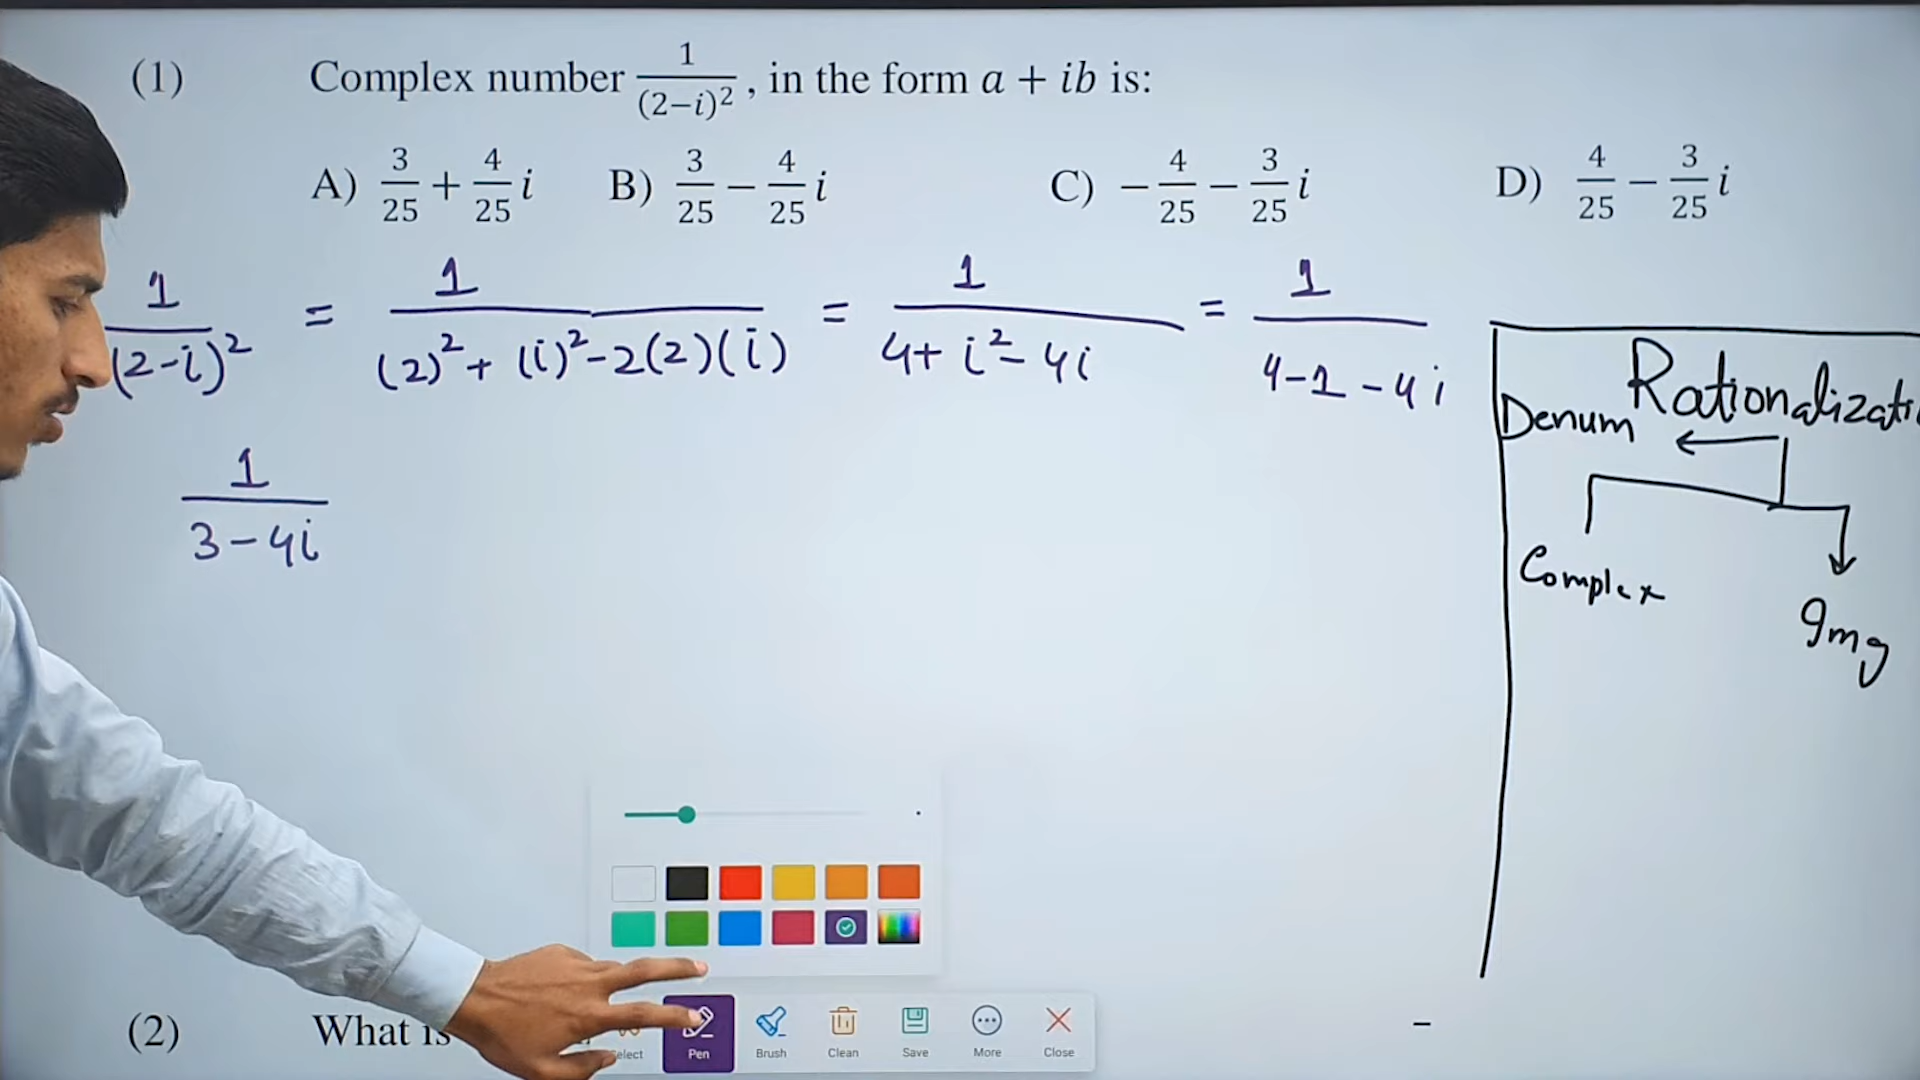 (1) Complex number 1/(2−i)², in the form a + ib is:
A) 3/25 + 4/25 i B) 3/25 − 4/25 i C) −4/25 − 3/25 i D) 4/25 − 3/25 i
1/(2-i)² = 1/((2)² + (i)² - 2(2)(i)) = 1/(4 + i² - 4i) = 1/(4-1-4i)
Rationalizati
Denum
1/(3-4i)
Complex
Img
(2) What is
Select Pen Brush Clean Save More Close